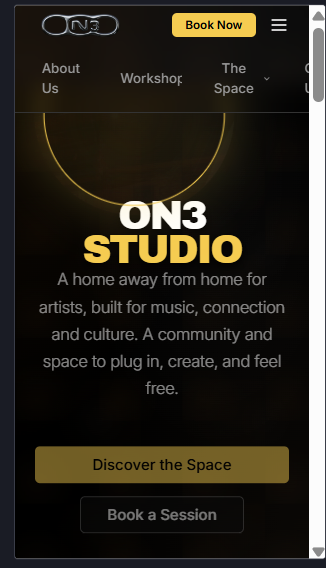 ON3
Book Now
About Us
Workshop
The Space
ON3
STUDIO
A home away from home for
artists, built for music, connection
and culture. A community and
space to plug in, create, and feel
free.
Discover the Space
Book a Session